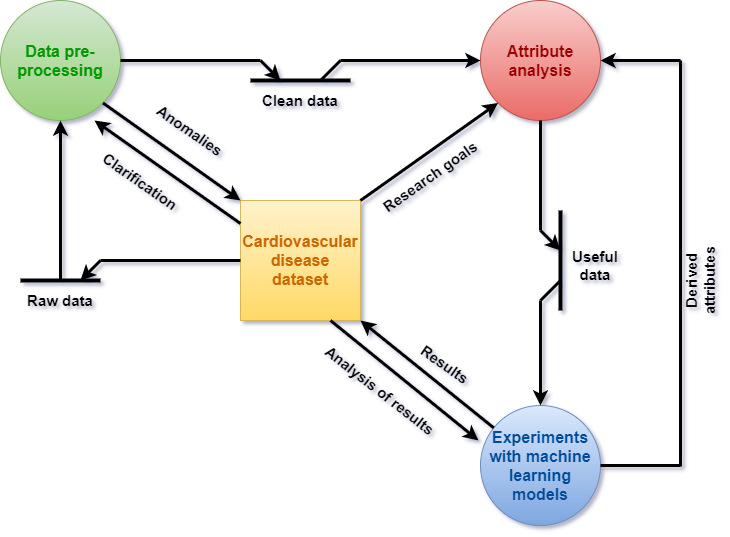 Data pre-
processing
Attribute
analysis
Clean data
Anomalies
Clarification
Research goals
Cardiovascular
disease
dataset
Useful
data
Derived
attributes
Raw data
Results
Analysis of results
Experiments
with machine
learning
models